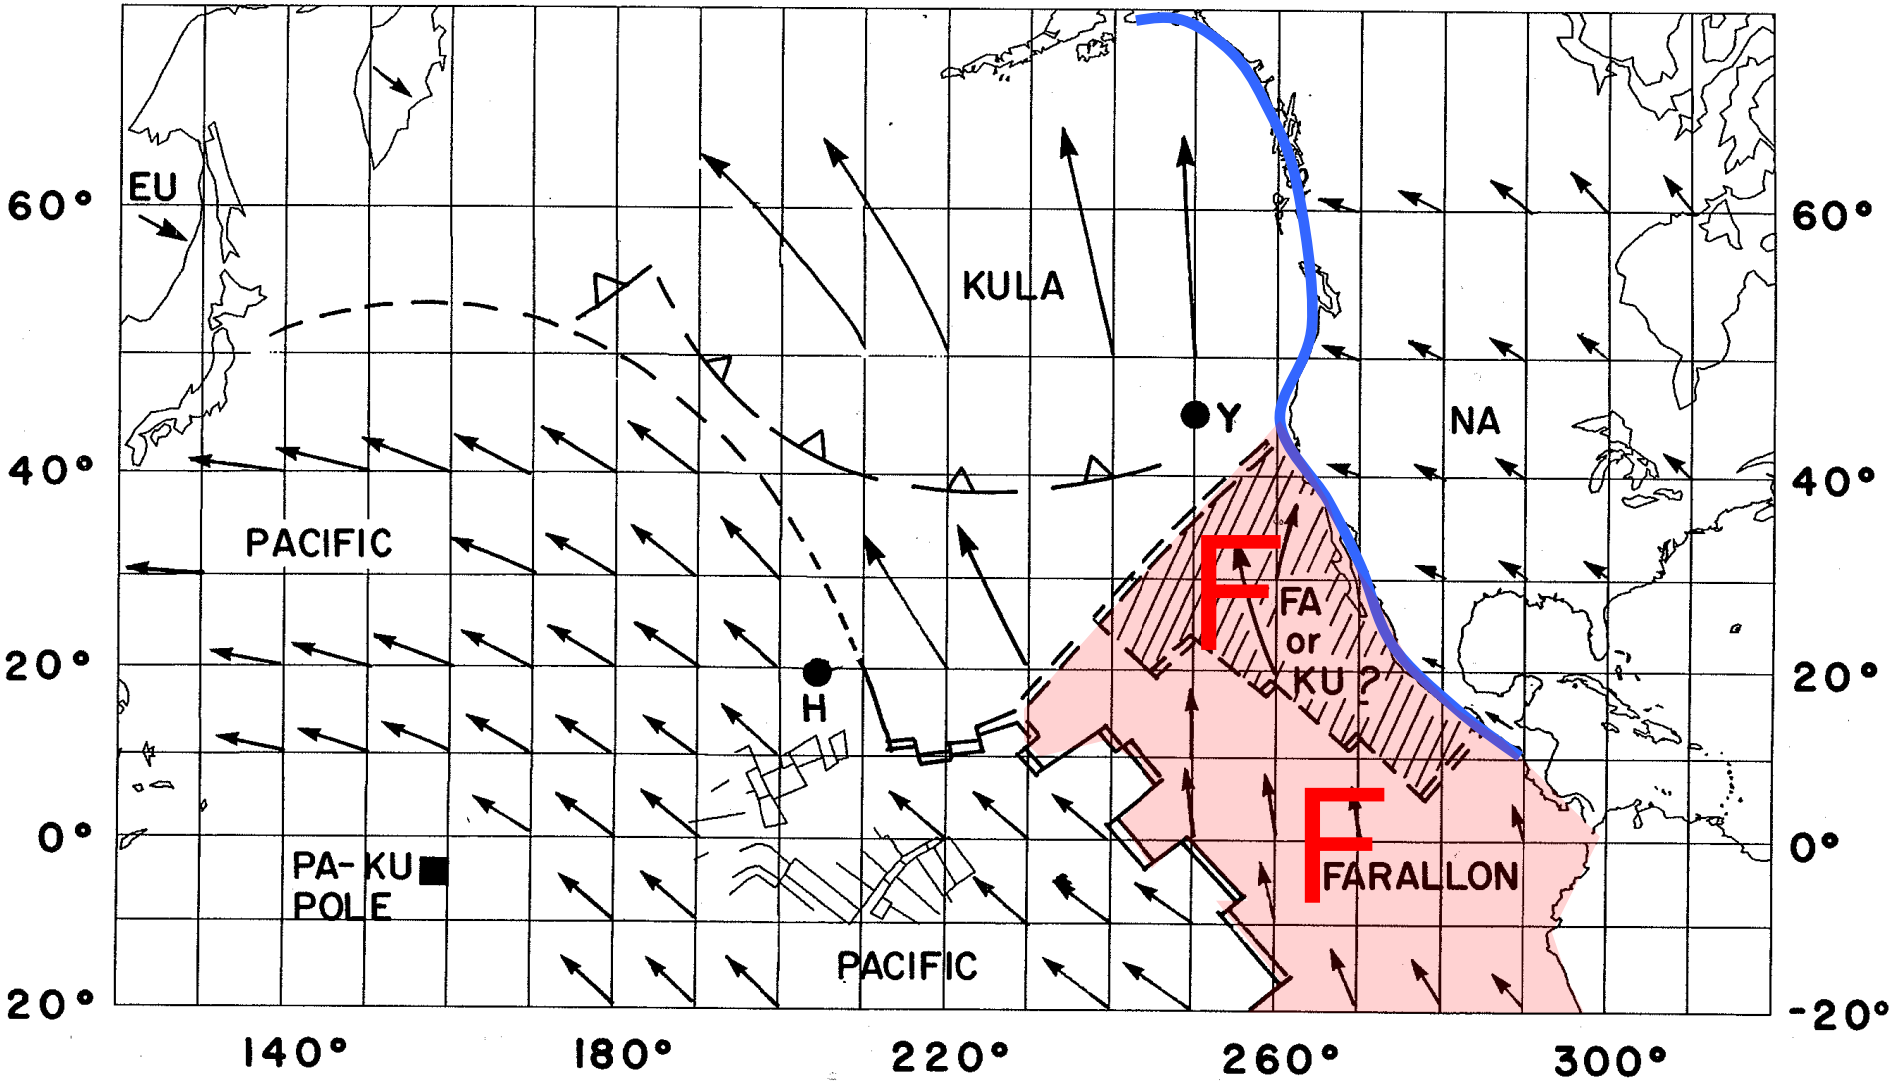 EU
60°
60°
KULA
Y
NA
40°
40°
PACIFIC
F
FA
or
KU ?
20°
20°
H
F
0°
0°
PA-KU
POLE
FARALLON
PACIFIC
20°
-20°
140°
180°
220°
260°
300°